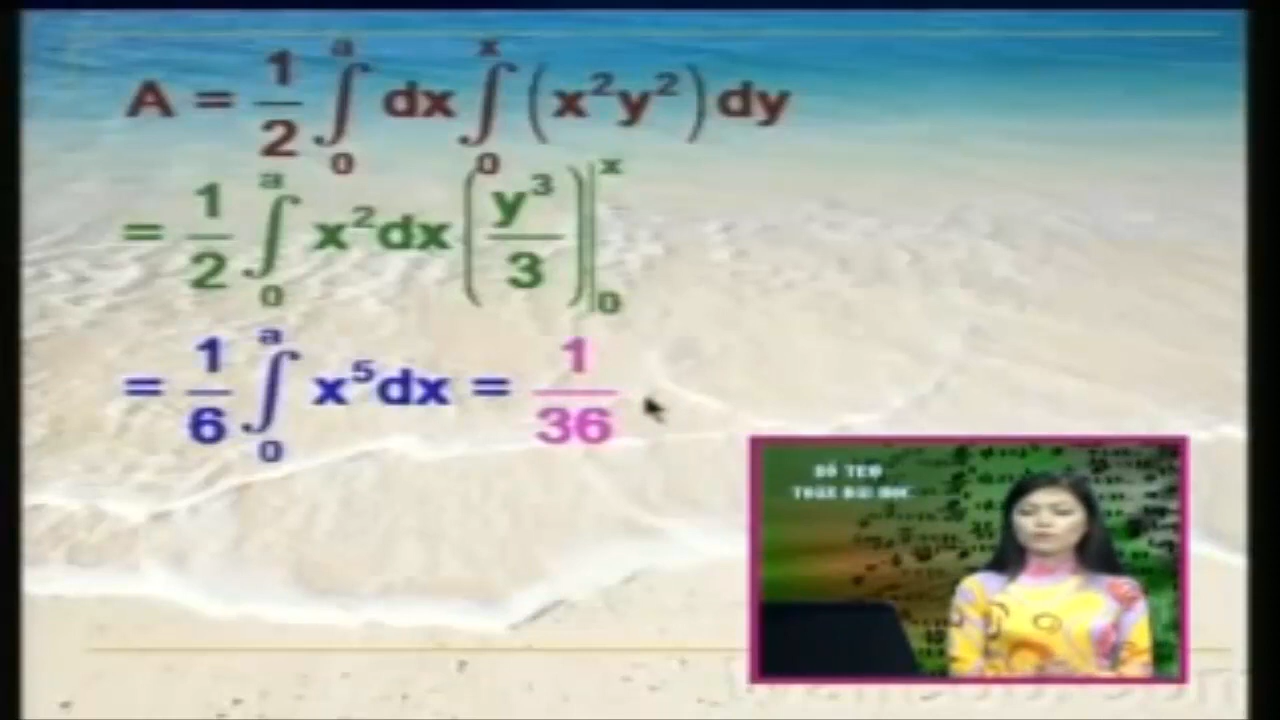 A = 1/2 ∫₀ᵃ dx ∫₀ˣ (x²y²) dy
= 1/2 ∫₀ᵃ x²dx (y³/3)|₀ˣ
= 1/6 ∫₀ᵃ x⁵dx = 1/36